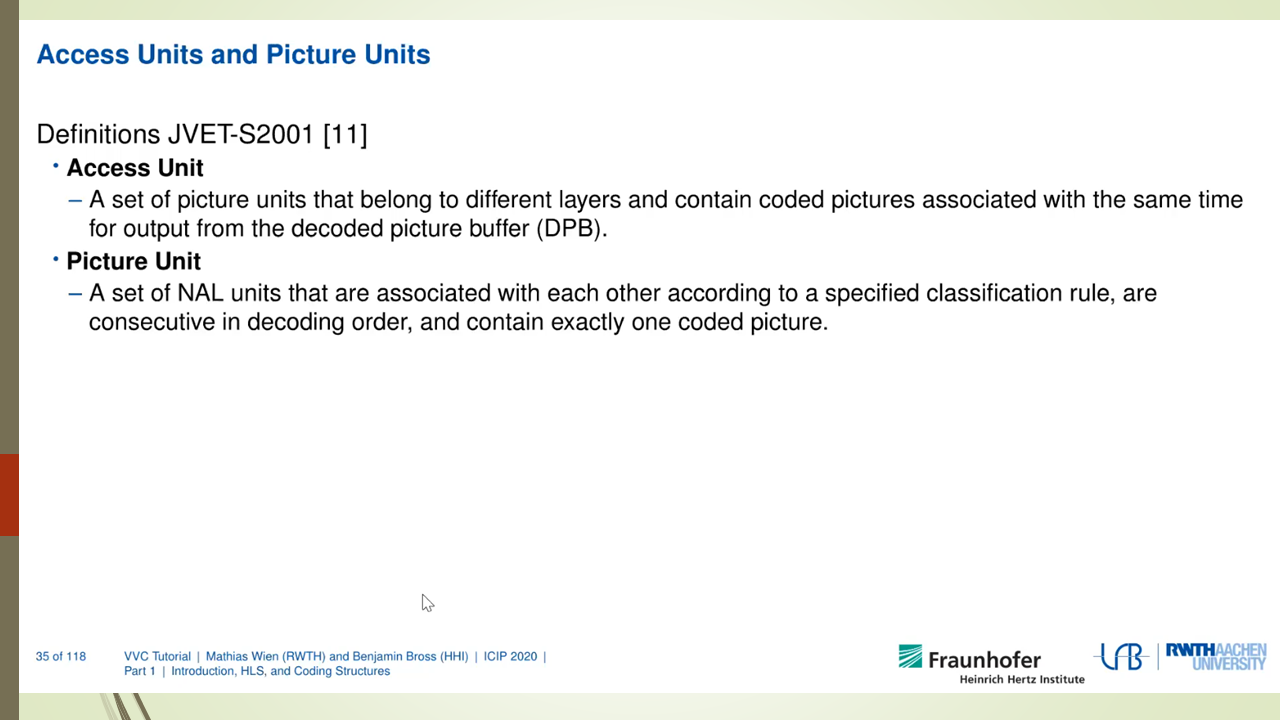 Access Units and Picture Units
Definitions JVET-S2001 [11]
• Access Unit
– A set of picture units that belong to different layers and contain coded pictures associated with the same time
for output from the decoded picture buffer (DPB).
• Picture Unit
– A set of NAL units that are associated with each other according to a specified classification rule, are
consecutive in decoding order, and contain exactly one coded picture.
35 of 118
VVC Tutorial | Mathias Wien (RWTH) and Benjamin Bross (HHI) | ICIP 2020 |
Part 1 | Introduction, HLS, and Coding Structures
Fraunhofer
Heinrich Hertz Institute
RWTHAACHEN
UNIVERSITY